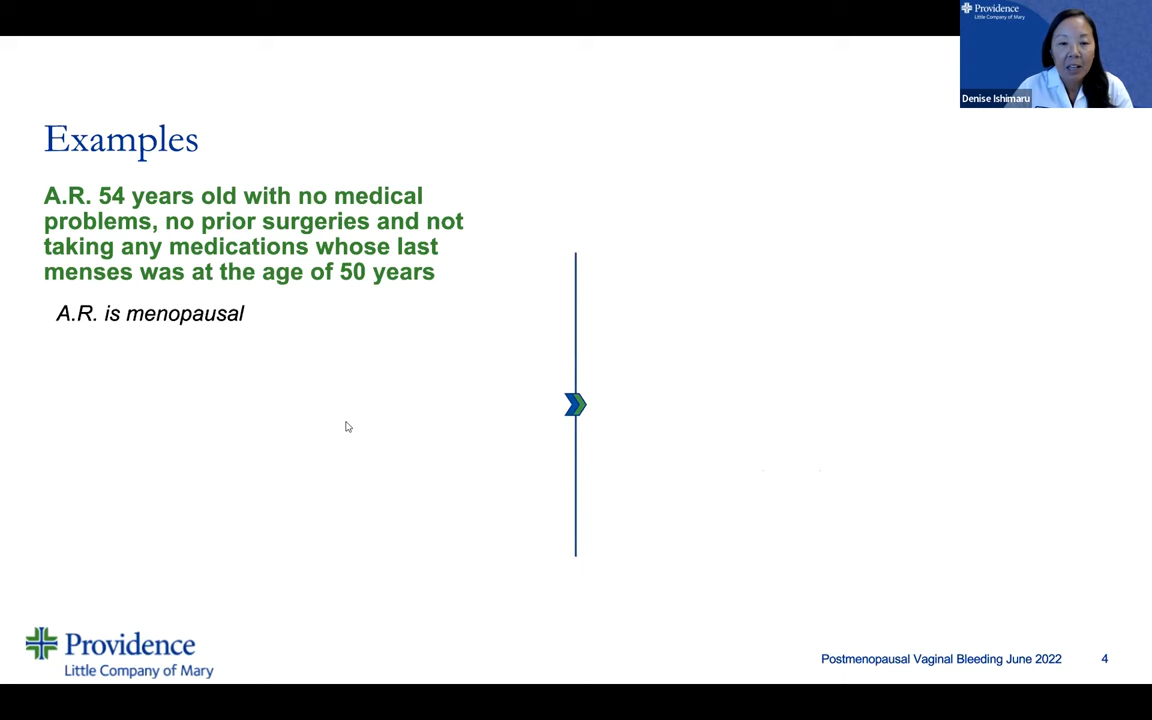 Providence
Little Company of Mary
Denise Ishimaru
Examples
A.R. 54 years old with no medical
problems, no prior surgeries and not
taking any medications whose last
menses was at the age of 50 years
A.R. is menopausal
Providence
Little Company of Mary
Postmenopausal Vaginal Bleeding June 2022 4